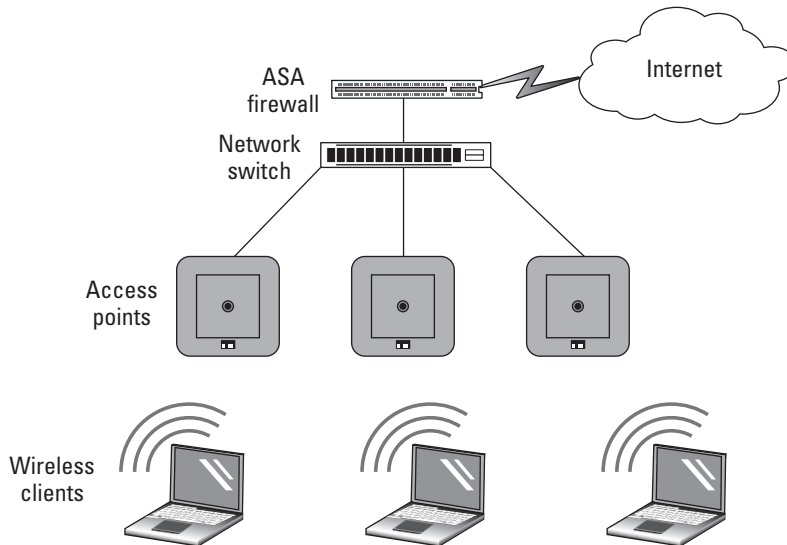 ASA
firewall
Internet
Network
switch
Access
points
Wireless
clients